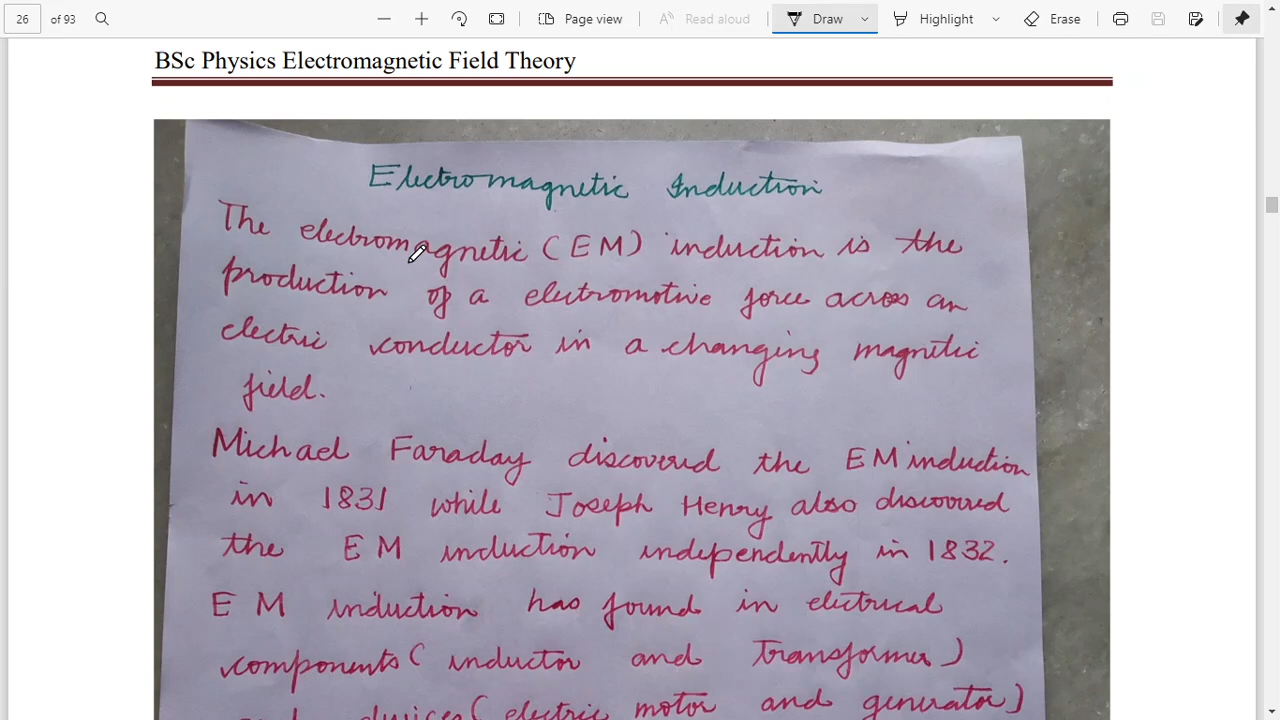 26 of 93 Page view Read aloud Draw Highlight Erase
BSc Physics Electromagnetic Field Theory
Electromagnetic Induction
The electromagnetic (EM) induction is the
production of a electromotive force across an
electric conductor in a changing magnetic
field.
Michael Faraday discovered the EM induction
in 1831 while Joseph Henry also discovered
the EM induction independently in 1832.
EM induction has found in electrical
components ( inductor and transformer )
and devices ( electric motor and generator )